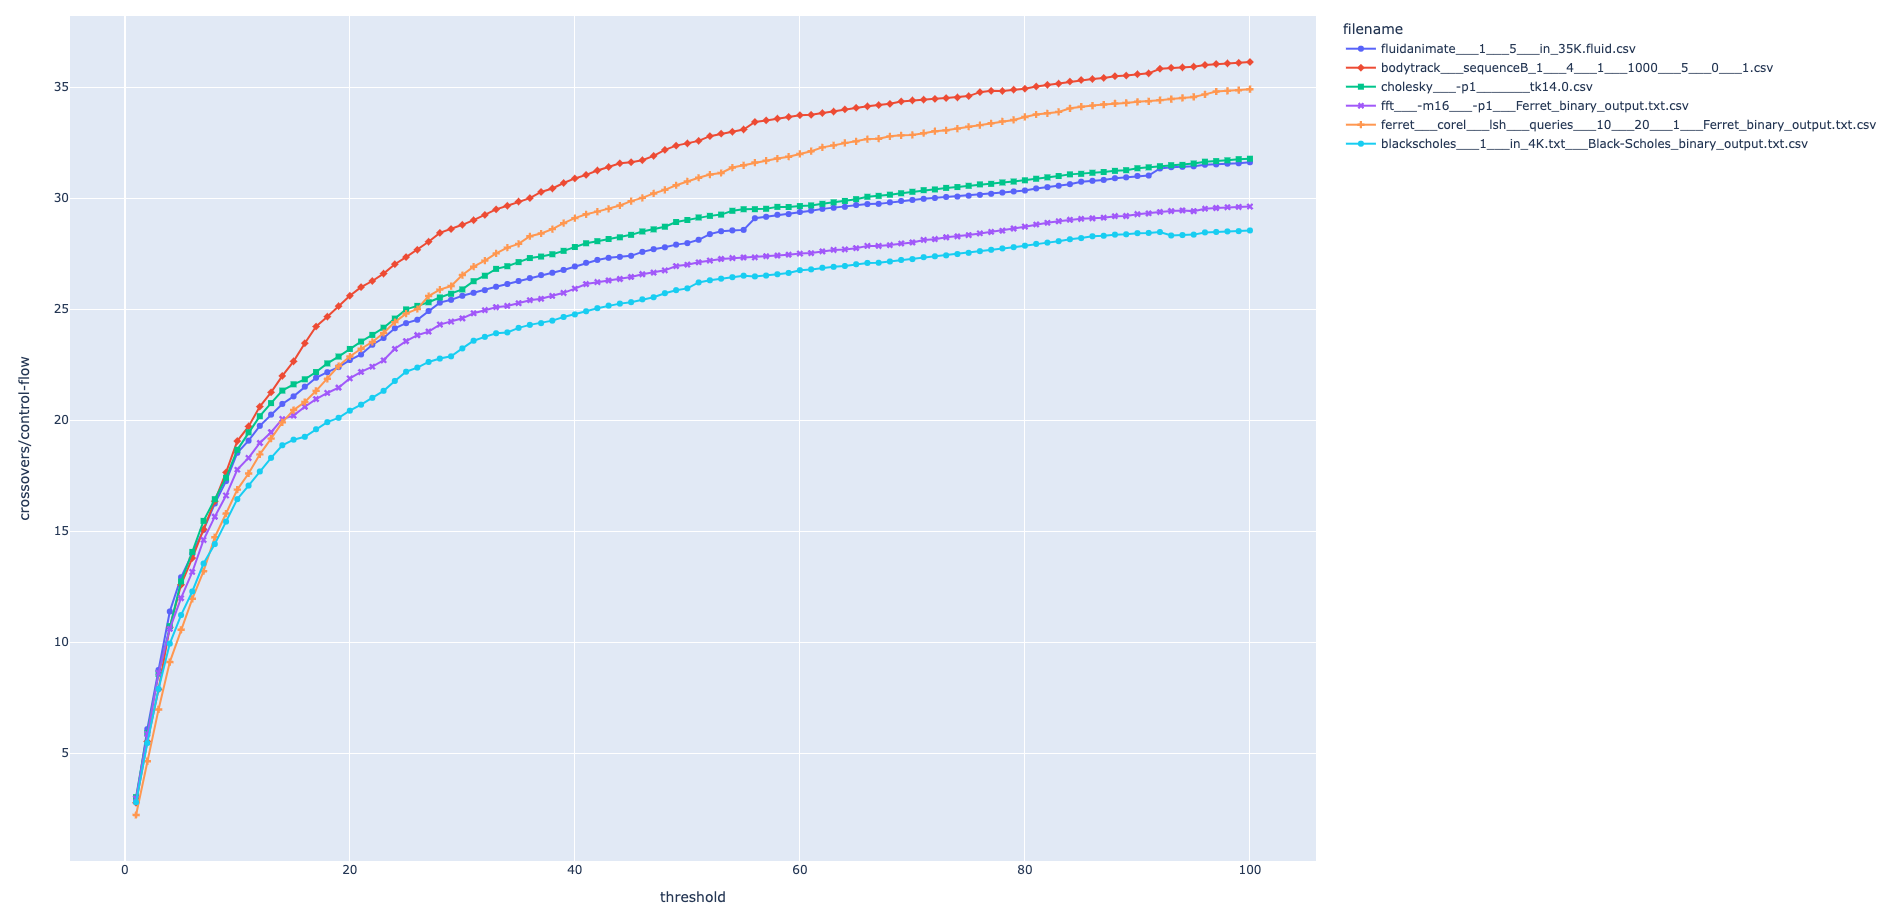 filename
fluidanimate___1___5___in_35K.fluid.csv
bodytrack___sequenceB_1___4___1___1000___5___0___1.csv
cholesky___-p1________tk14.0.csv
fft___-m16___-p1___Ferret_binary_output.txt.csv
ferret___corel___lsh___queries___10___20___1___Ferret_binary_output.txt.csv
blackscholes___1___in_4K.txt___Black-Scholes_binary_output.txt.csv
35
30
25
20
15
10
5
crossovers/control-flow
0 20 40 60 80 100
threshold